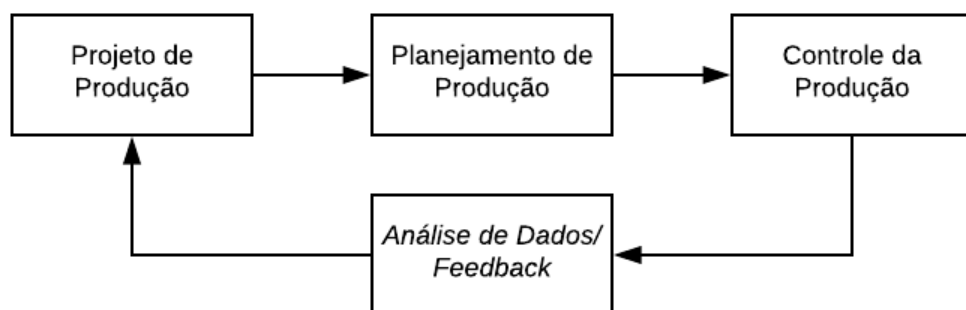 Projeto de
Produção
Planejamento de
Produção
Controle da
Produção
Análise de Dados/
Feedback